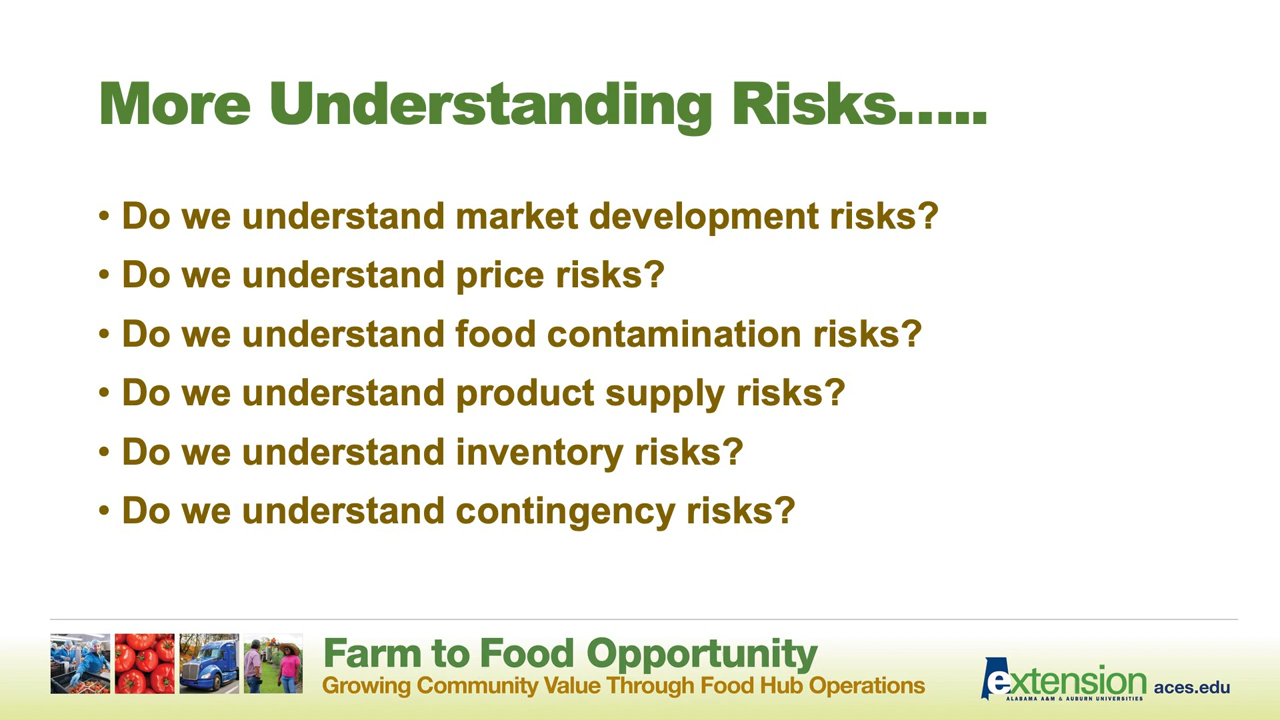 More Understanding Risks.....
• Do we understand market development risks?
• Do we understand price risks?
• Do we understand food contamination risks?
• Do we understand product supply risks?
• Do we understand inventory risks?
• Do we understand contingency risks?
Farm to Food Opportunity
Growing Community Value Through Food Hub Operations
extension
ALABAMA A&M & AUBURN UNIVERSITIES
aces.edu